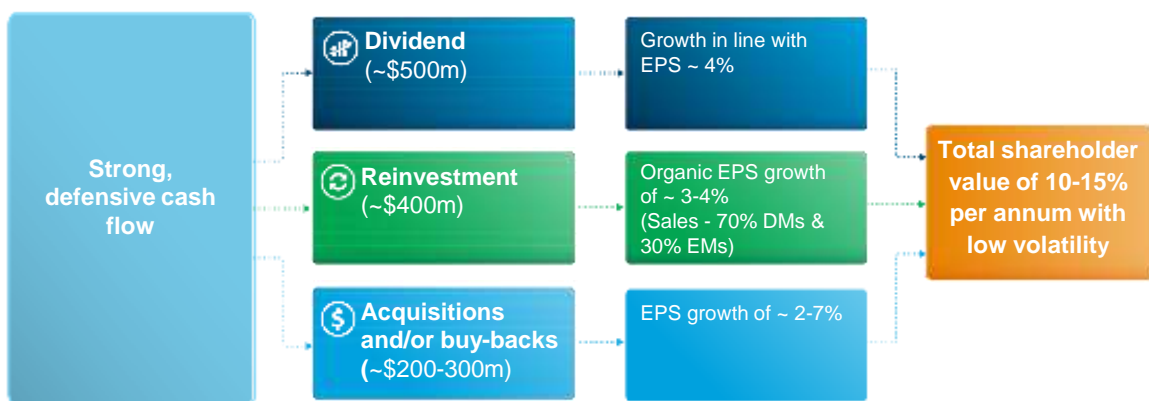 Strong,
defensive cash
flow
Dividend
(~$500m)
Growth in line with
EPS ~ 4%
Reinvestment
(~$400m)
Organic EPS growth
of ~ 3-4%
(Sales - 70% DMs &
30% EMs)
Acquisitions
and/or buy-backs
(~$200-300m)
EPS growth of ~ 2-7%
Total shareholder
value of 10-15%
per annum with
low volatility